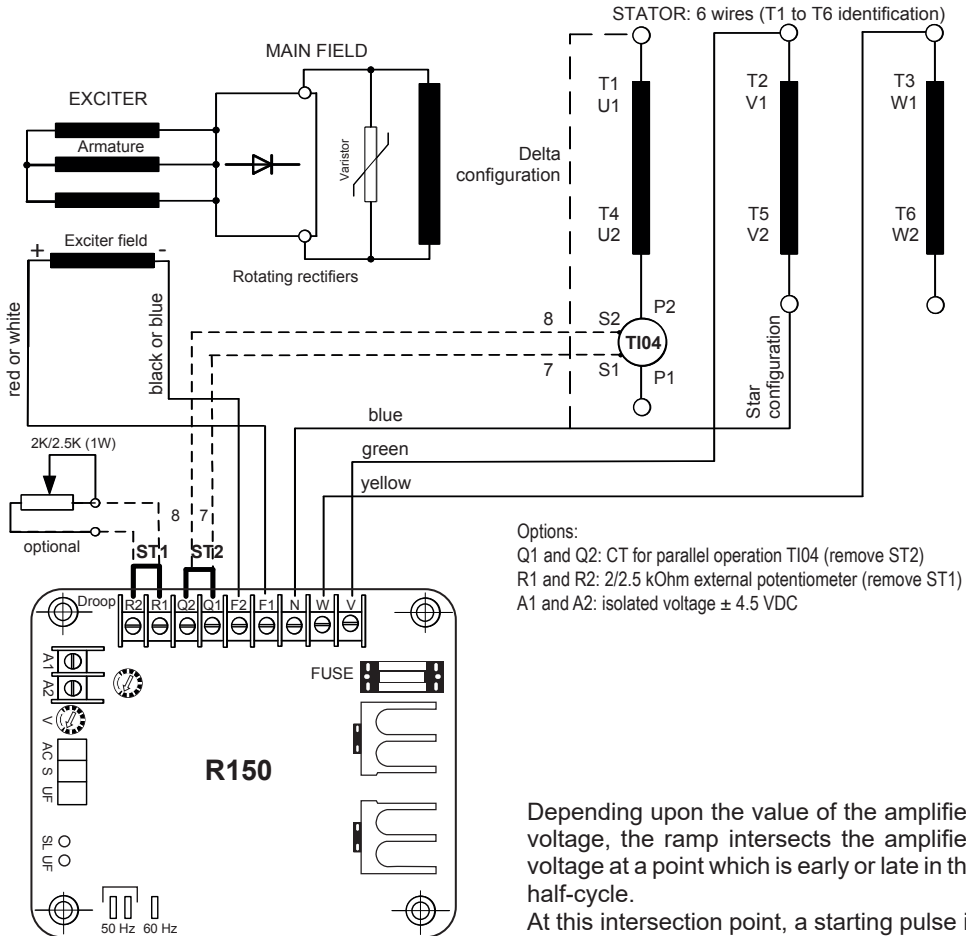 STATOR: 6 wires (T1 to T6 identification)
MAIN FIELD
EXCITER
Armature
Varistor
Rotating rectifiers
Exciter field
+
-
red or white
black or blue
Delta
configuration
T1
U1
T4
U2
T2
V1
T5
V2
T3
W1
T6
W2
8
S2
P2
TI04
7
S1
P1
Star
configuration
blue
green
yellow
2K/2.5K (1W)
optional
8
7
ST1
ST2
Options:
Q1 and Q2: CT for parallel operation TI04 (remove ST2)
R1 and R2: 2/2.5 kOhm external potentiometer (remove ST1)
A1 and A2: isolated voltage ± 4.5 VDC
Droop
R2
R1
Q2
Q1
F2
F1
N
W
V
A1
A2
V
AC
S
UF
SL
UF
FUSE
R150
50 Hz
60 Hz
Depending upon the value of the amplifie
voltage, the ramp intersects the amplifie
voltage at a point which is early or late in th
half-cycle.
At this intersection point, a starting pulse i